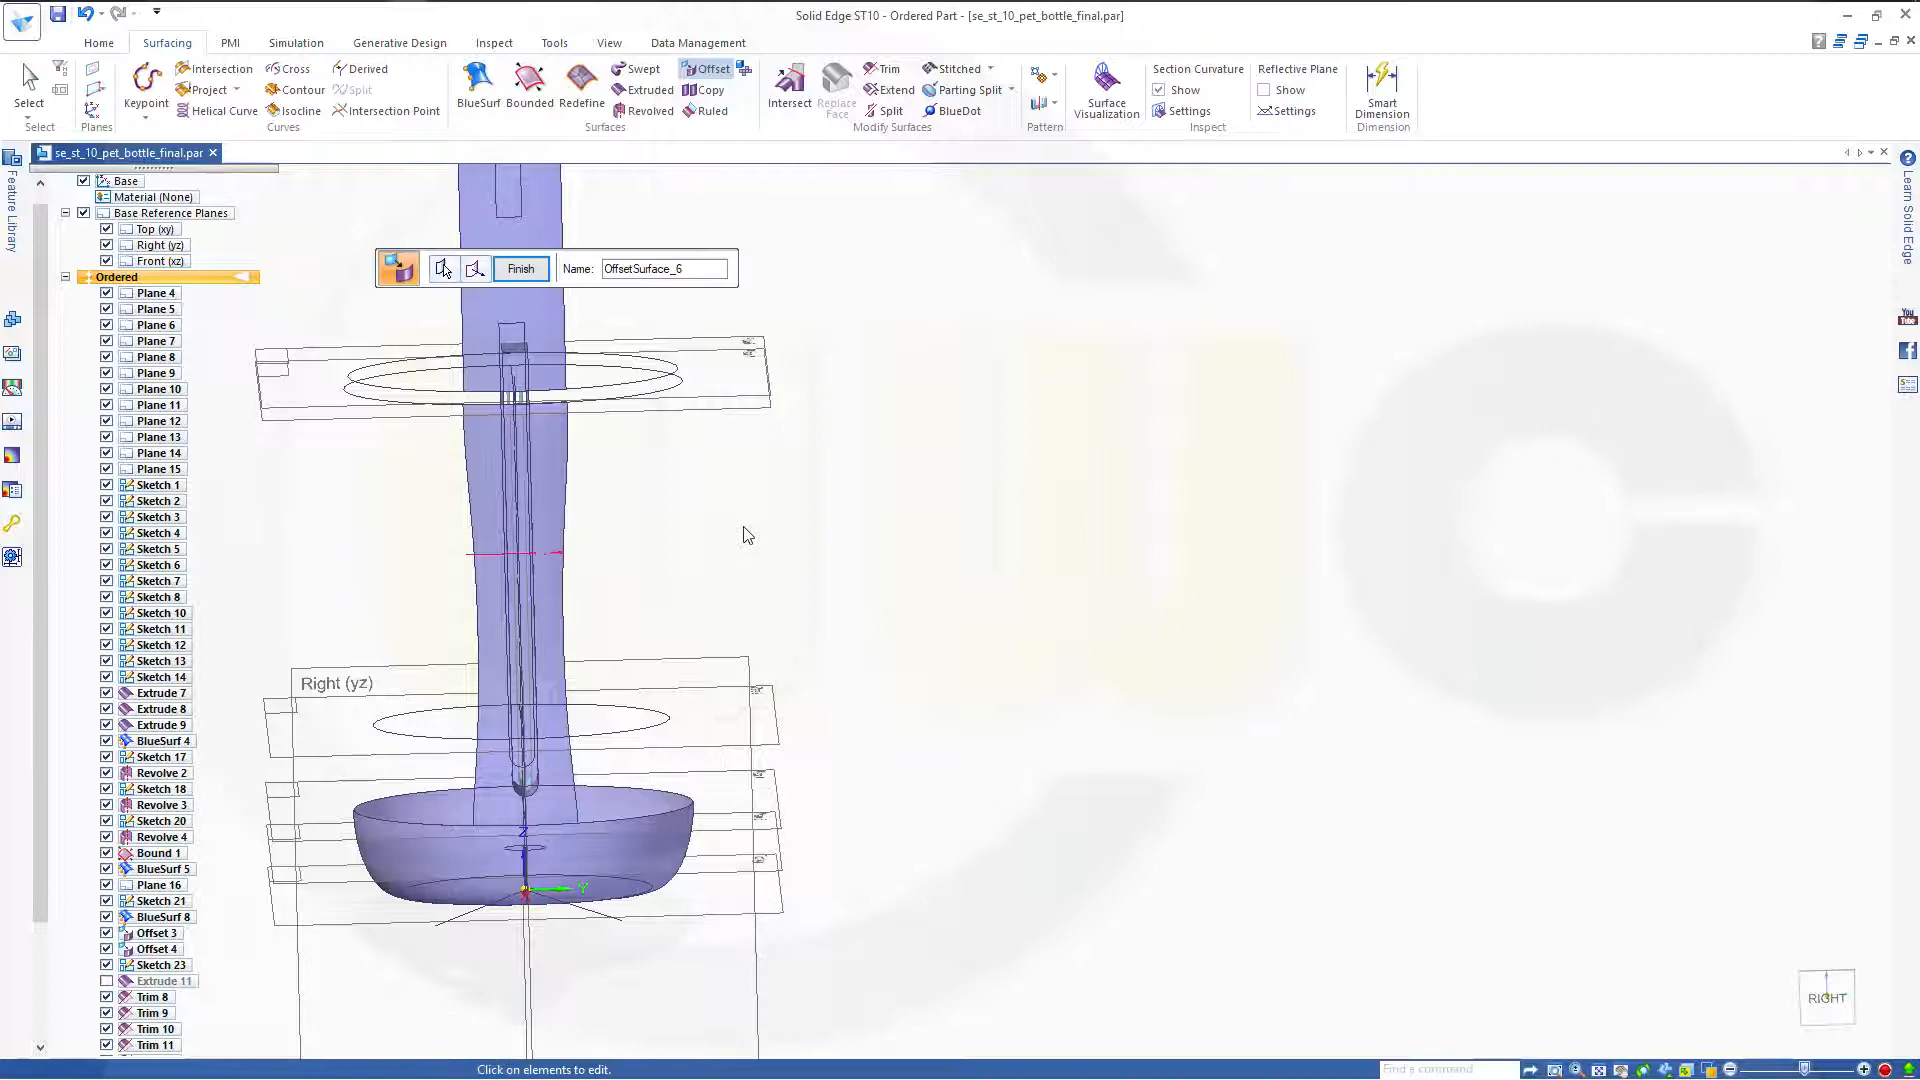 Solid Edge ST10 - Ordered Part - [se_st_10_pet_bottle_final.par]
Home Surfacing PMI Simulation Generative Design Inspect Tools View Data Management
Select
Select
Planes
Keypoint
Intersection
Project
Helical Curve
Cross
Contour
Isocline
Derived
Split
Intersection Point
Curves
BlueSurf
Bounded
Redefine
Swept
Extruded
Revolved
Offset
Copy
Ruled
Surfaces
Intersect
Replace
Face
Trim
Extend
Split
Stitched
Parting Split
BlueDot
Modify Surfaces
Pattern
Surface
Visualization
Section Curvature
Show
Settings
Inspect
Reflective Plane
Show
Settings
Smart
Dimension
Dimension
se_st_10_pet_bottle_final.par
Feature Library
Learn Solid Edge
You
Tube
Base
Material (None)
Base Reference Planes
Top (xy)
Right (yz)
Front (xz)
Ordered
Plane 4
Plane 5
Plane 6
Plane 7
Plane 8
Plane 9
Plane 10
Plane 11
Plane 12
Plane 13
Plane 14
Plane 15
Sketch 1
Sketch 2
Sketch 3
Sketch 4
Sketch 5
Sketch 6
Sketch 7
Sketch 8
Sketch 10
Sketch 11
Sketch 12
Sketch 13
Sketch 14
Extrude 7
Extrude 8
Extrude 9
BlueSurf 4
Sketch 17
Revolve 2
Sketch 18
Revolve 3
Sketch 20
Revolve 4
Bound 1
BlueSurf 5
Plane 16
Sketch 21
BlueSurf 8
Offset 3
Offset 4
Sketch 23
Extrude 11
Trim 8
Trim 9
Trim 10
Trim 11
Finish Name: OffsetSurface_6
Right (yz)
Z
Y
RIGHT
Click on elements to edit.
Find a command